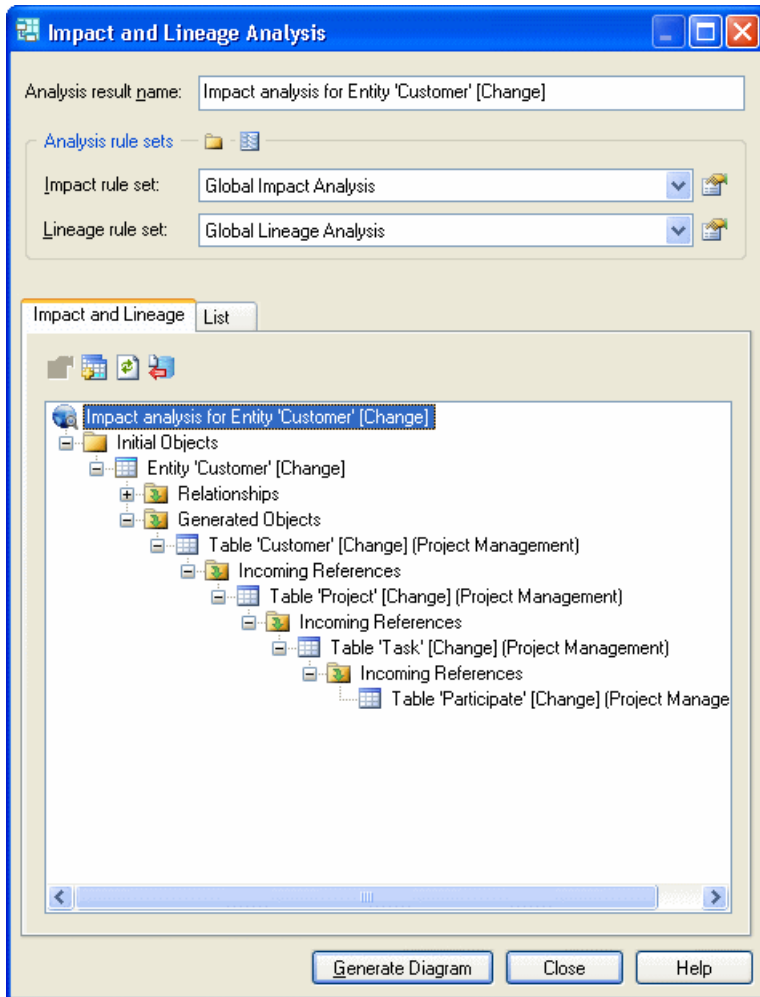 Impact and Lineage Analysis
Analysis result name: Impact analysis for Entity 'Customer' [Change]
Analysis rule sets
Impact rule set: Global Impact Analysis
Lineage rule set: Global Lineage Analysis
Impact and Lineage List
Impact analysis for Entity 'Customer' [Change]
Initial Objects
Entity 'Customer' [Change]
Relationships
Generated Objects
Table 'Customer' [Change] (Project Management)
Incoming References
Table 'Project' [Change] (Project Management)
Incoming References
Table 'Task' [Change] (Project Management)
Incoming References
Table 'Participate' [Change] (Project Manage
Generate Diagram Close Help